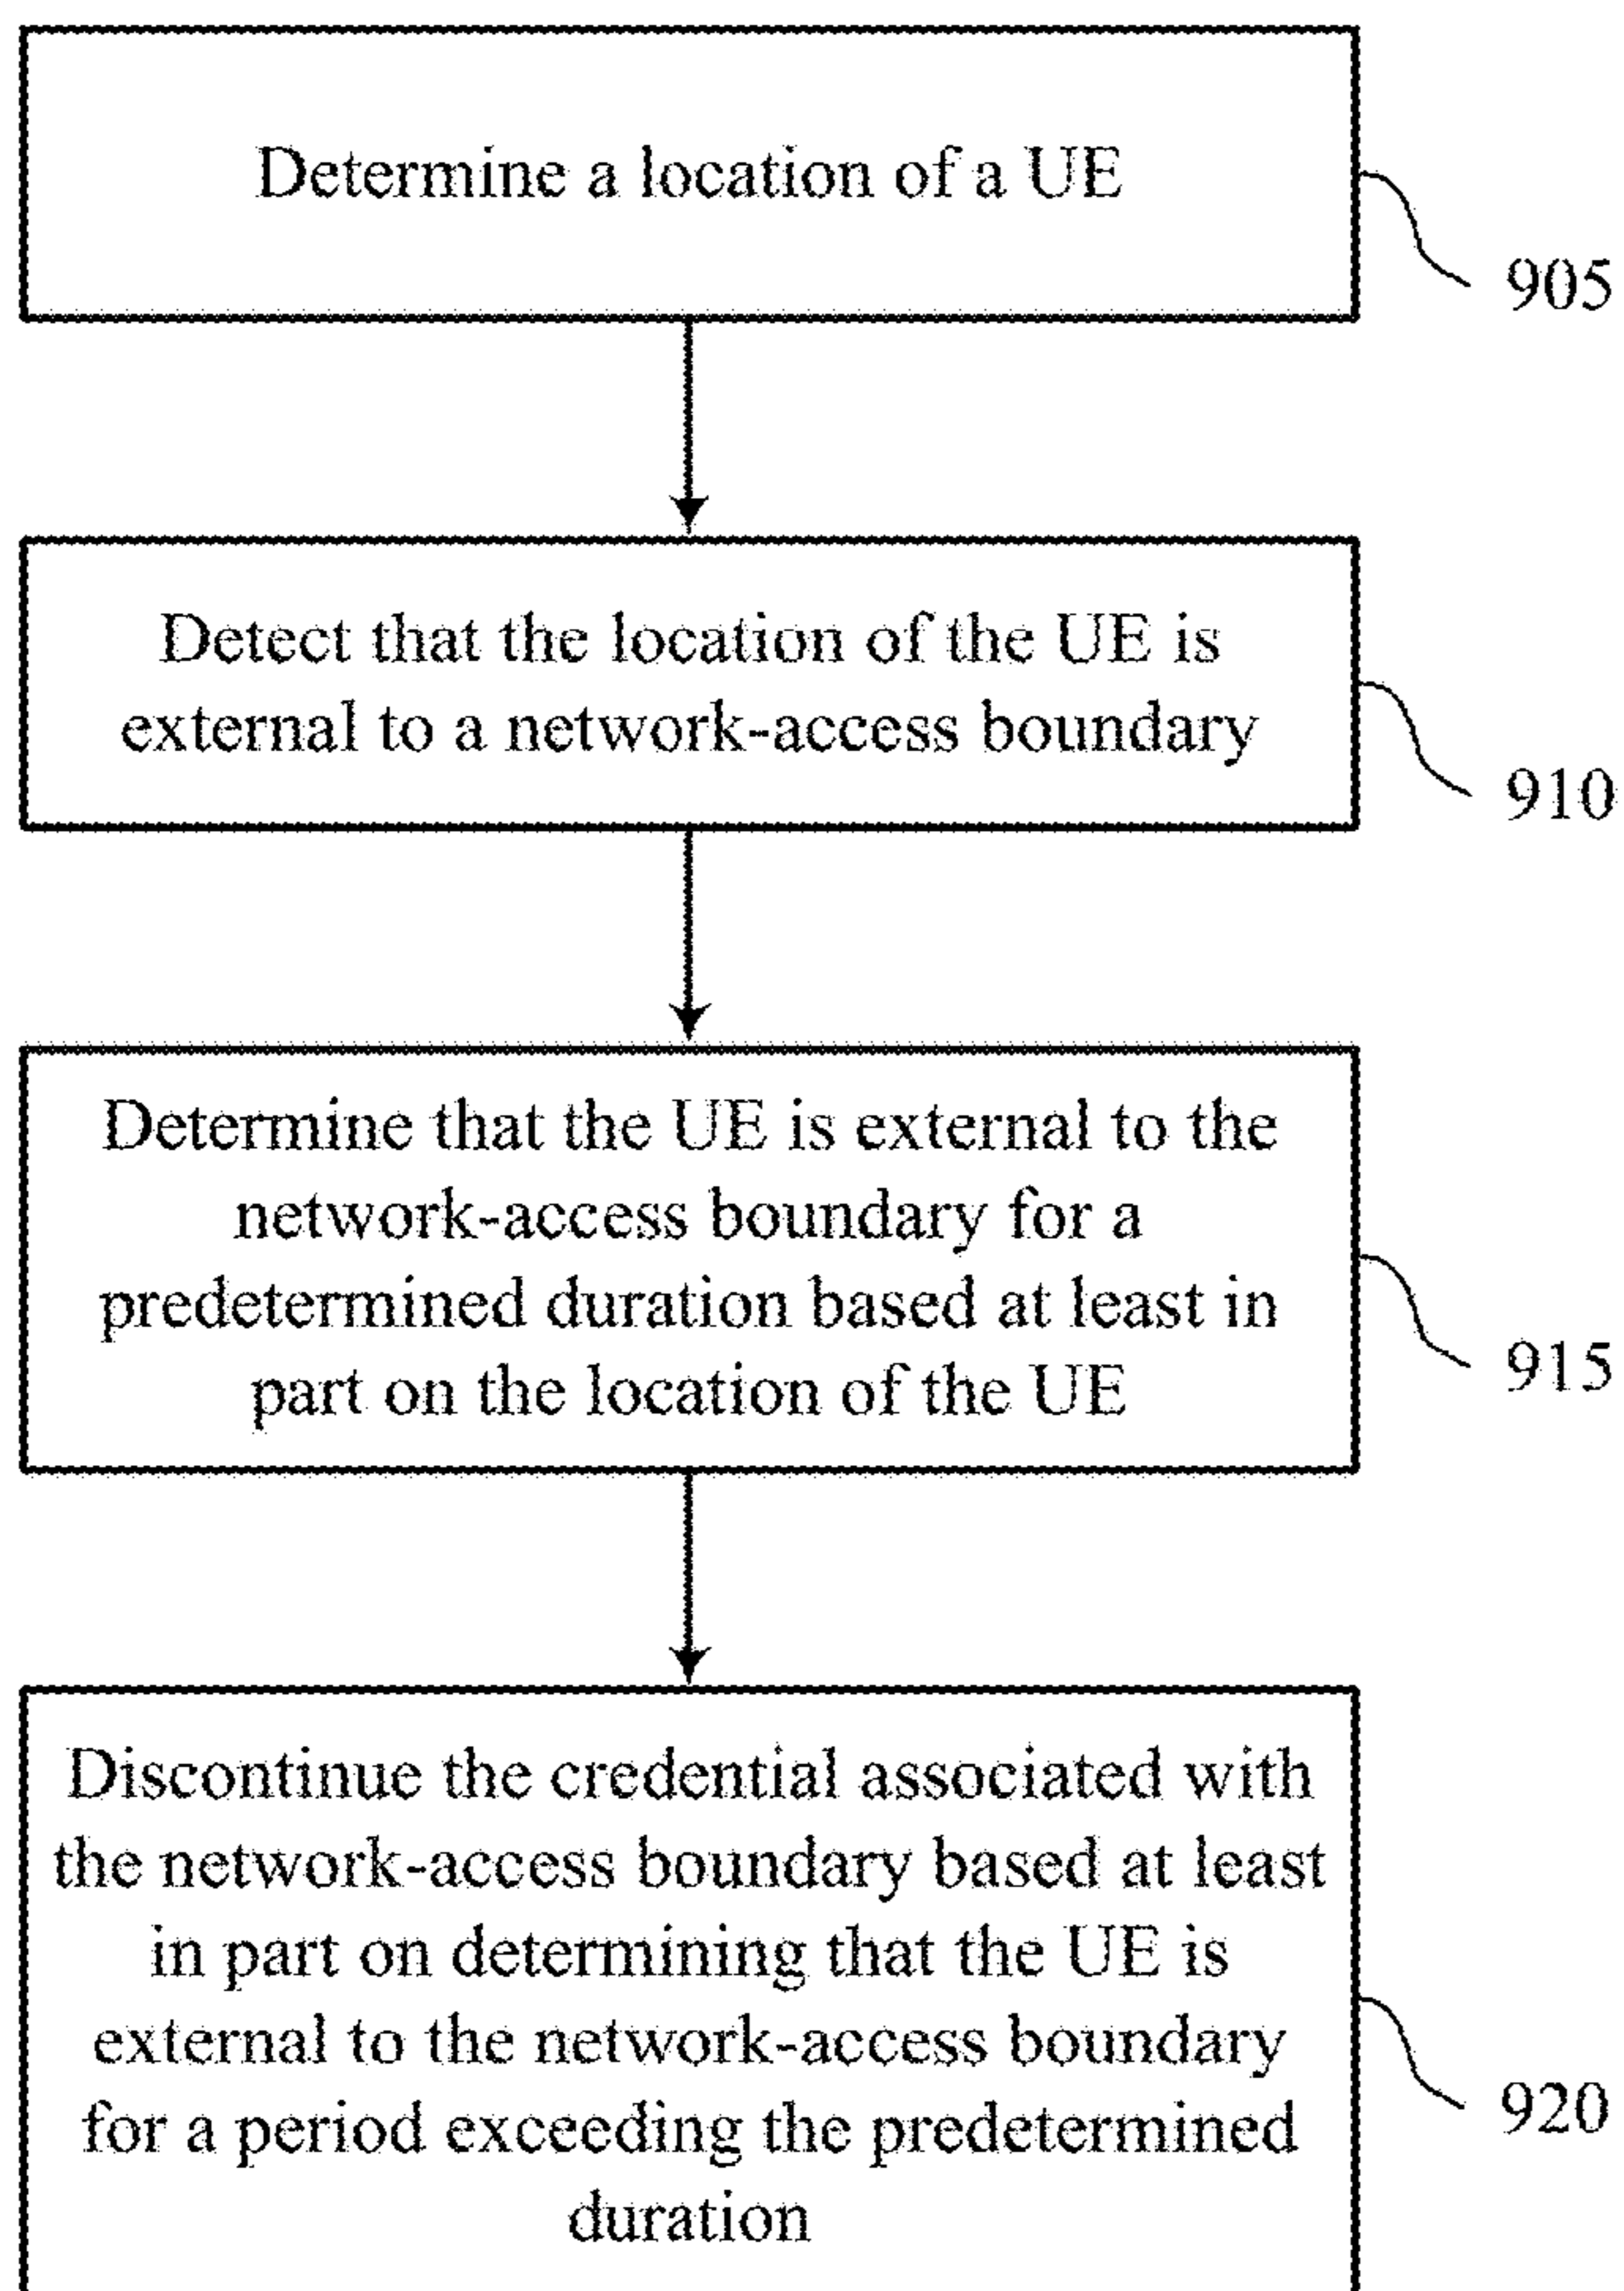 Determine a location of a UE
905
Detect that the location of the UE is
external to a network-access boundary
910
Determine that the UE is external to the
network-access boundary for a
predetermined duration based at least in
part on the location of the UE
915
Discontinue the credential associated with
the network-access boundary based at least
in part on determining that the UE is
external to the network-access boundary
for a period exceeding the predetermined
duration
920